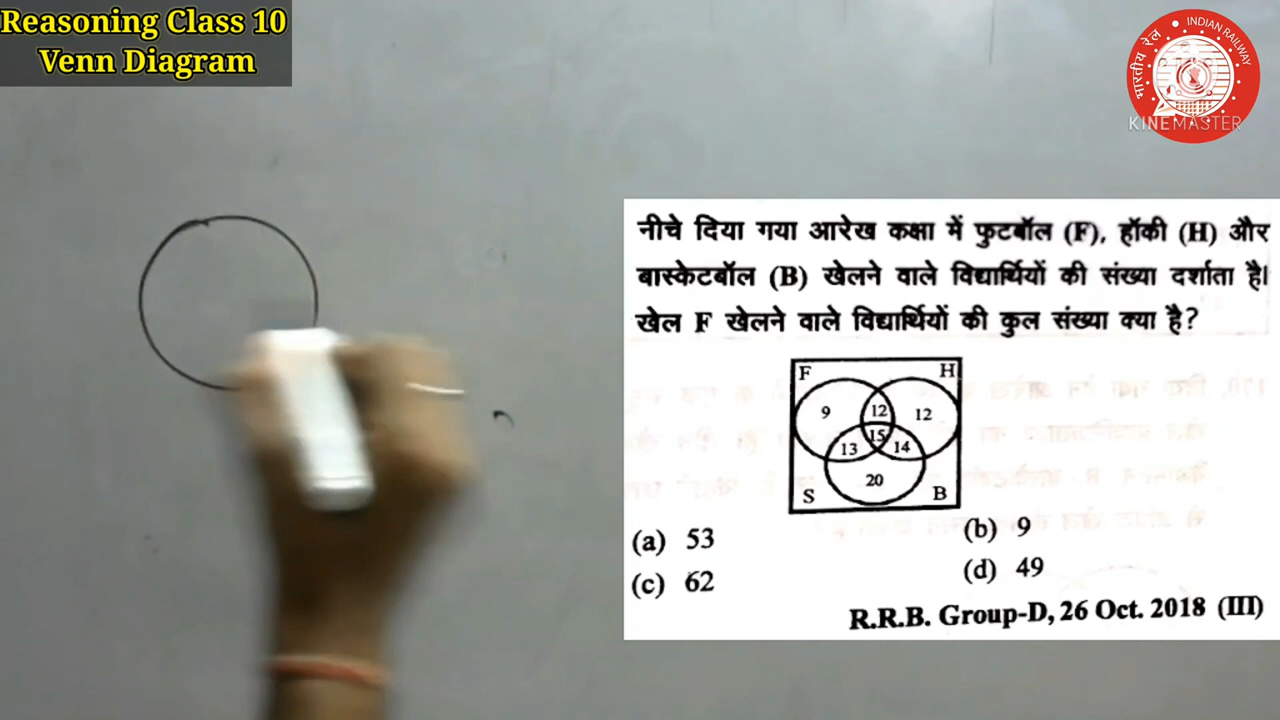 Reasoning Class 10
Venn Diagram
भारतीय रेल
INDIAN RAILWAY
KINEMASTER
नीचे दिया गया आरेख कक्षा में फुटबॉल (F), हॉकी (H) और
बास्केटबॉल (B) खेलने वाले विद्यार्थियों की संख्या दर्शाता है।
खेल F खेलने वाले विद्यार्थियों की कुल संख्या क्या है?
F H
9 12 12
15
13 14
20
S B
(a) 53 (b) 9
(c) 62 (d) 49
R.R.B. Group-D, 26 Oct. 2018 (III)